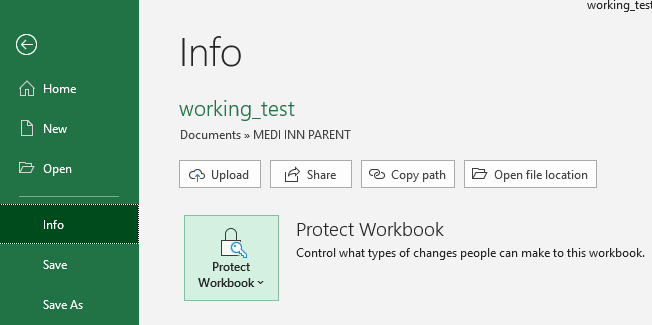 working_test
Info
Home
New
Open
Info
Save
Save As
working_test
Documents » MEDI INN PARENT
Upload
Share
Copy path
Open file location
Protect
Workbook
Protect Workbook
Control what types of changes people can make to this workbook.